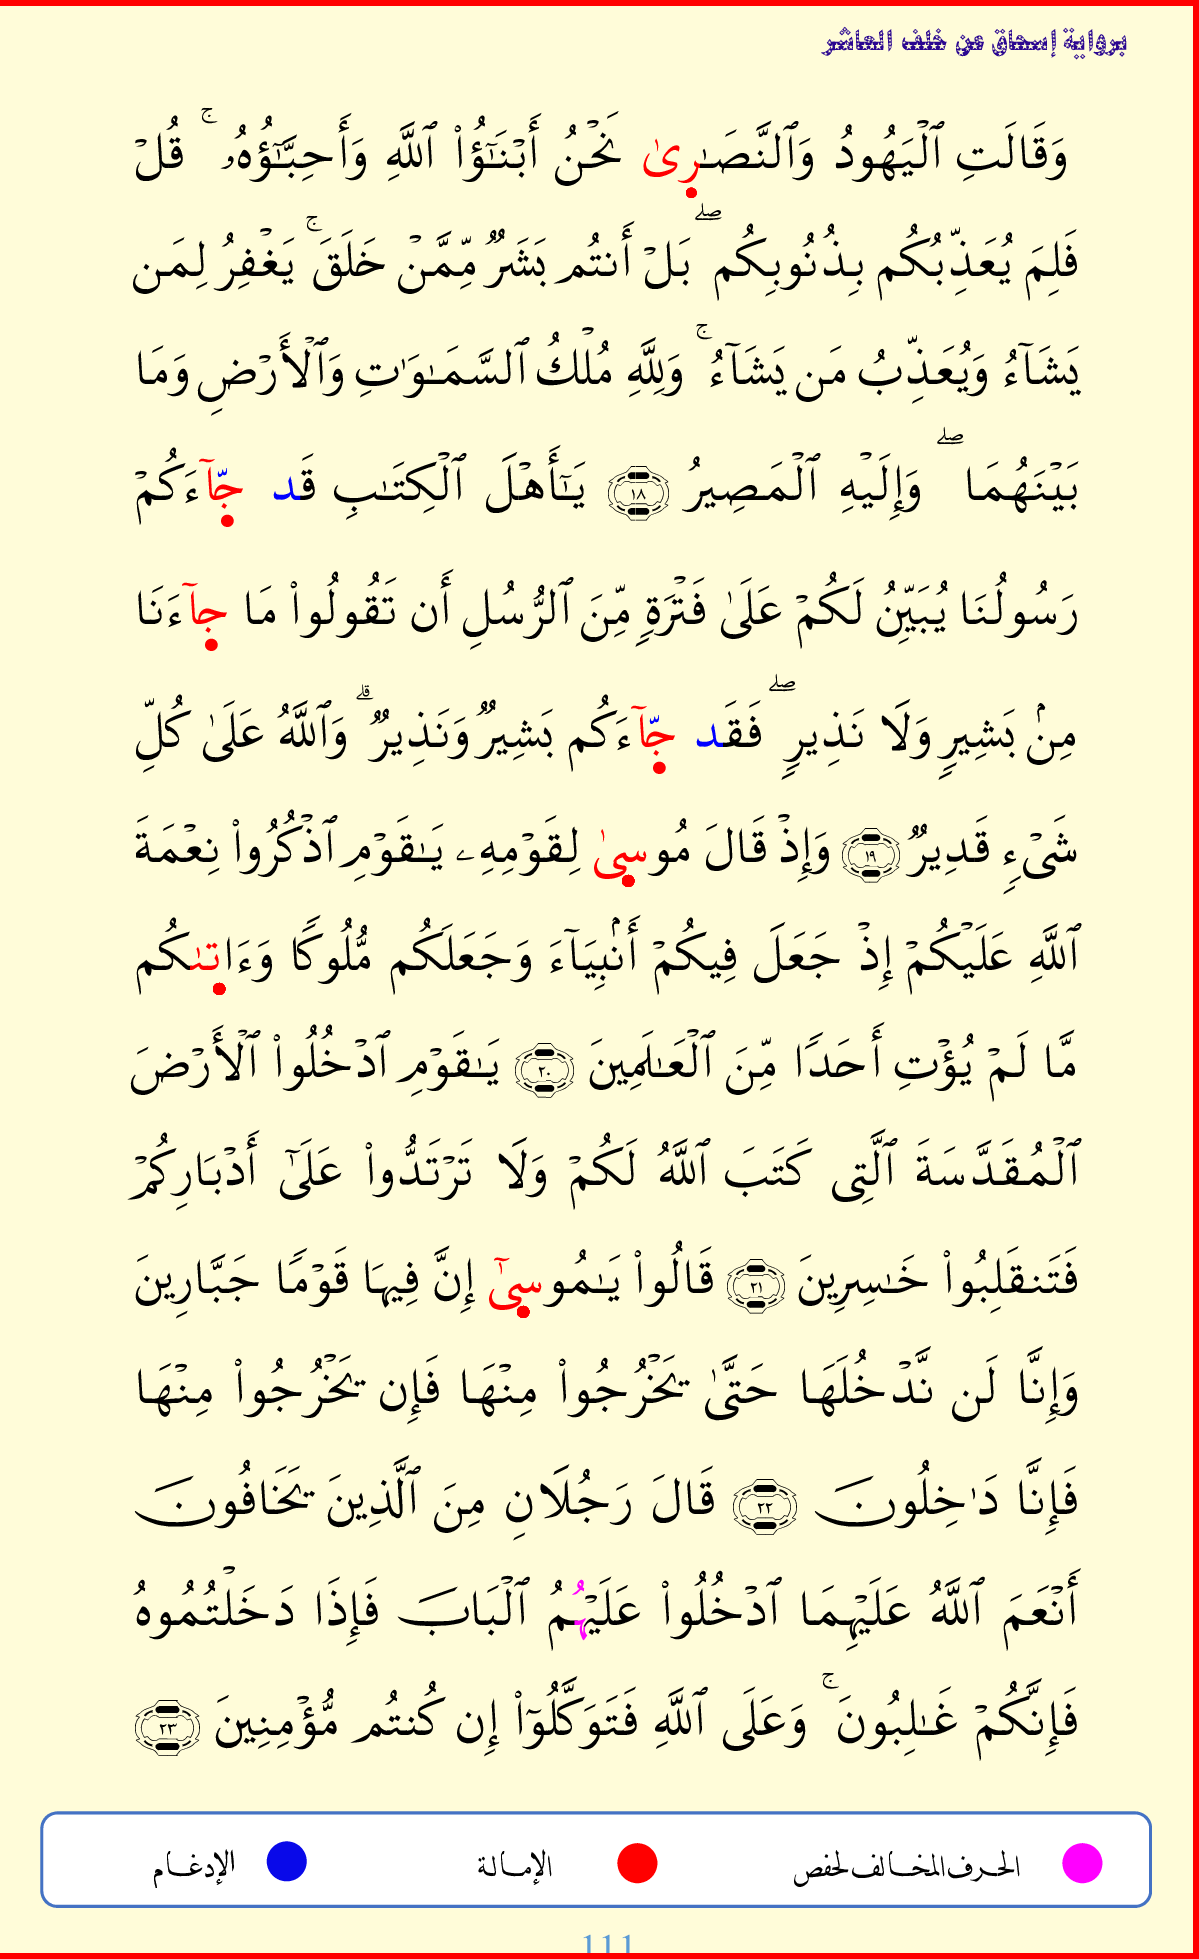 برواية إسحاق عن خلف العاشر
وَقَالَتِ ٱلۡيَهُودُ وَٱلنَّصَـٰرِىٰ نَحۡنُ أَبۡنَـٰٓؤُاْ ٱللَّهِ وَأَحِبَّـٰٓؤُهُۥ ۚ قُلۡ
فَلِمَ يُعَذِّبُكُم بِذُنُوبِكُم ۖ بَلۡ أَنتُم بَشَرٞ مِّمَّنۡ خَلَقَ ۚ يَغۡفِرُ لِمَن
يَشَآءُ وَيُعَذِّبُ مَن يَشَآءُ ۚ وَلِلَّهِ مُلۡكُ ٱلسَّمَـٰوَٰتِ وَٱلۡأَرۡضِ وَمَا
بَيۡنَهُمَا ۖ وَإِلَيۡهِ ٱلۡمَصِيرُ ١٨ يَـٰٓأَهۡلَ ٱلۡكِتَـٰبِ قَد جِّآءَكُمۡ
رَسُولُنَا يُبَيِّنُ لَكُمۡ عَلَىٰ فَتۡرَةٖ مِّنَ ٱلرُّسُلِ أَن تَقُولُواْ مَا جِآءَنَا
مِنۢ بَشِيرٖ وَلَا نَذِيرٖ ۖ فَقَد جِّآءَكُم بَشِيرٞ وَنَذِيرٞ ۗ وَٱللَّهُ عَلَىٰ كُلِّ
شَىۡءٖ قَدِيرٞ ١٩ وَإِذۡ قَالَ مُوسِىٰ لِقَوۡمِهِۦ يَـٰقَوۡمِ ٱذۡكُرُواْ نِعۡمَةَ
ٱللَّهِ عَلَيۡكُمۡ إِذۡ جَعَلَ فِيكُمۡ أَنۢبِيَآءَ وَجَعَلَكُم مُّلُوكٗا وَءَاتىٰكُم
مَّا لَمۡ يُؤۡتِ أَحَدٗا مِّنَ ٱلۡعَـٰلَمِينَ ٢٠ يَـٰقَوۡمِ ٱدۡخُلُواْ ٱلۡأَرۡضَ
ٱلۡمُقَدَّسَةَ ٱلَّتِى كَتَبَ ٱللَّهُ لَكُمۡ وَلَا تَرۡتَدُّواْ عَلَىٰٓ أَدۡبَارِكُمۡ
فَتَنقَلِبُواْ خَـٰسِرِينَ ٢١ قَالُواْ يَـٰمُوسِىٰٓ إِنَّ فِيهَا قَوۡمٗا جَبَّارِينَ
وَإِنَّا لَن نَّدۡخُلَهَا حَتَّىٰ يَخۡرُجُواْ مِنۡهَا فَإِن يَخۡرُجُواْ مِنۡهَا
فَإِنَّا دَٰخِلُونَ ٢٢ قَالَ رَجُلَانِ مِنَ ٱلَّذِينَ يَخَافُونَ
أَنۡعَمَ ٱللَّهُ عَلَيۡهِمَا ٱدۡخُلُواْ عَلَيۡهُمُ ٱلۡبَابَ فَإِذَا دَخَلۡتُمُوهُ
فَإِنَّكُمۡ غَـٰلِبُونَ ۚ وَعَلَى ٱللَّهِ فَتَوَكَّلُوٓاْ إِن كُنتُم مُّؤۡمِنِينَ ٢٣
الحرف المخالف لحفص الإمالة الإدغام
111